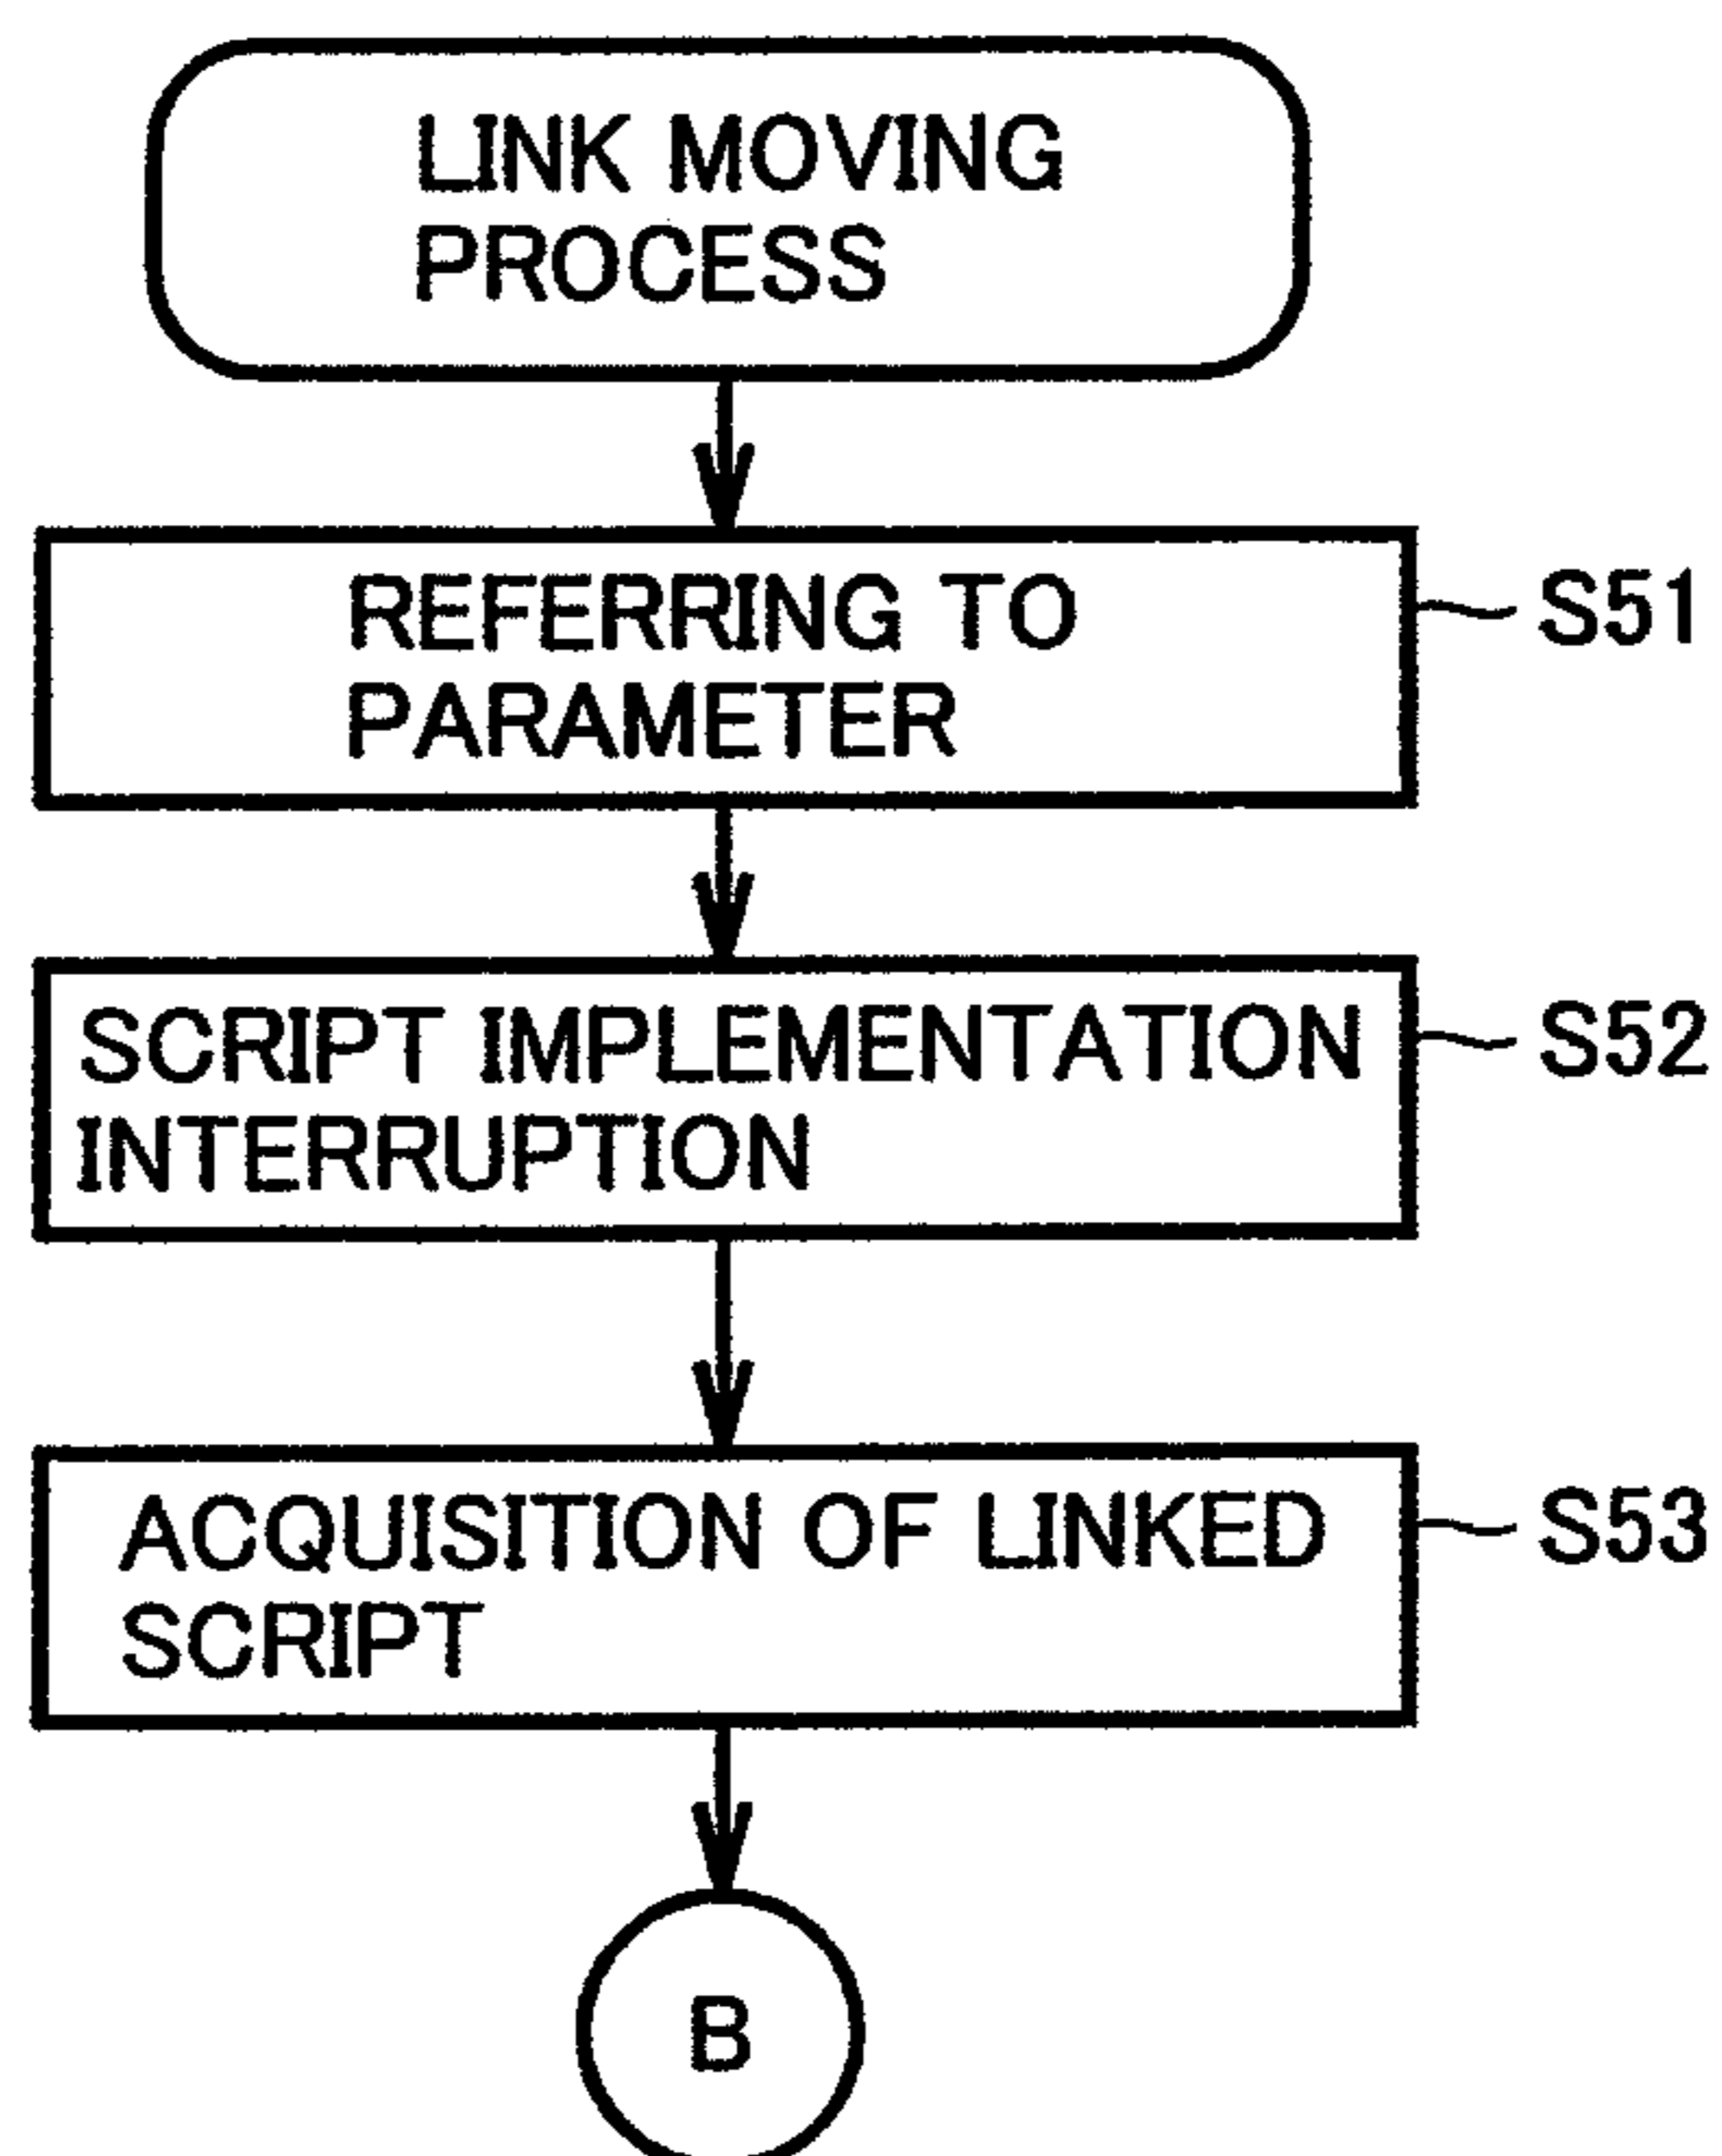 LINK MOVING
PROCESS
REFERRING TO
PARAMETER
S51
SCRIPT IMPLEMENTATION
INTERRUPTION
S52
ACQUISITION OF LINKED
SCRIPT
S53
B